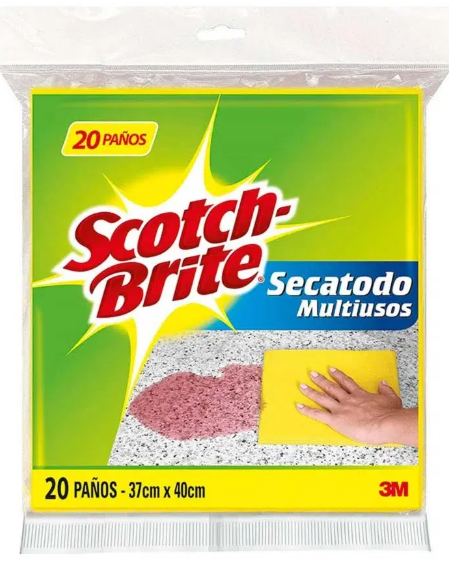 20 PAÑOS
Scotch-
Brite®
Secatodo
Multiusos
20 PAÑOS - 37cm x 40cm
3M